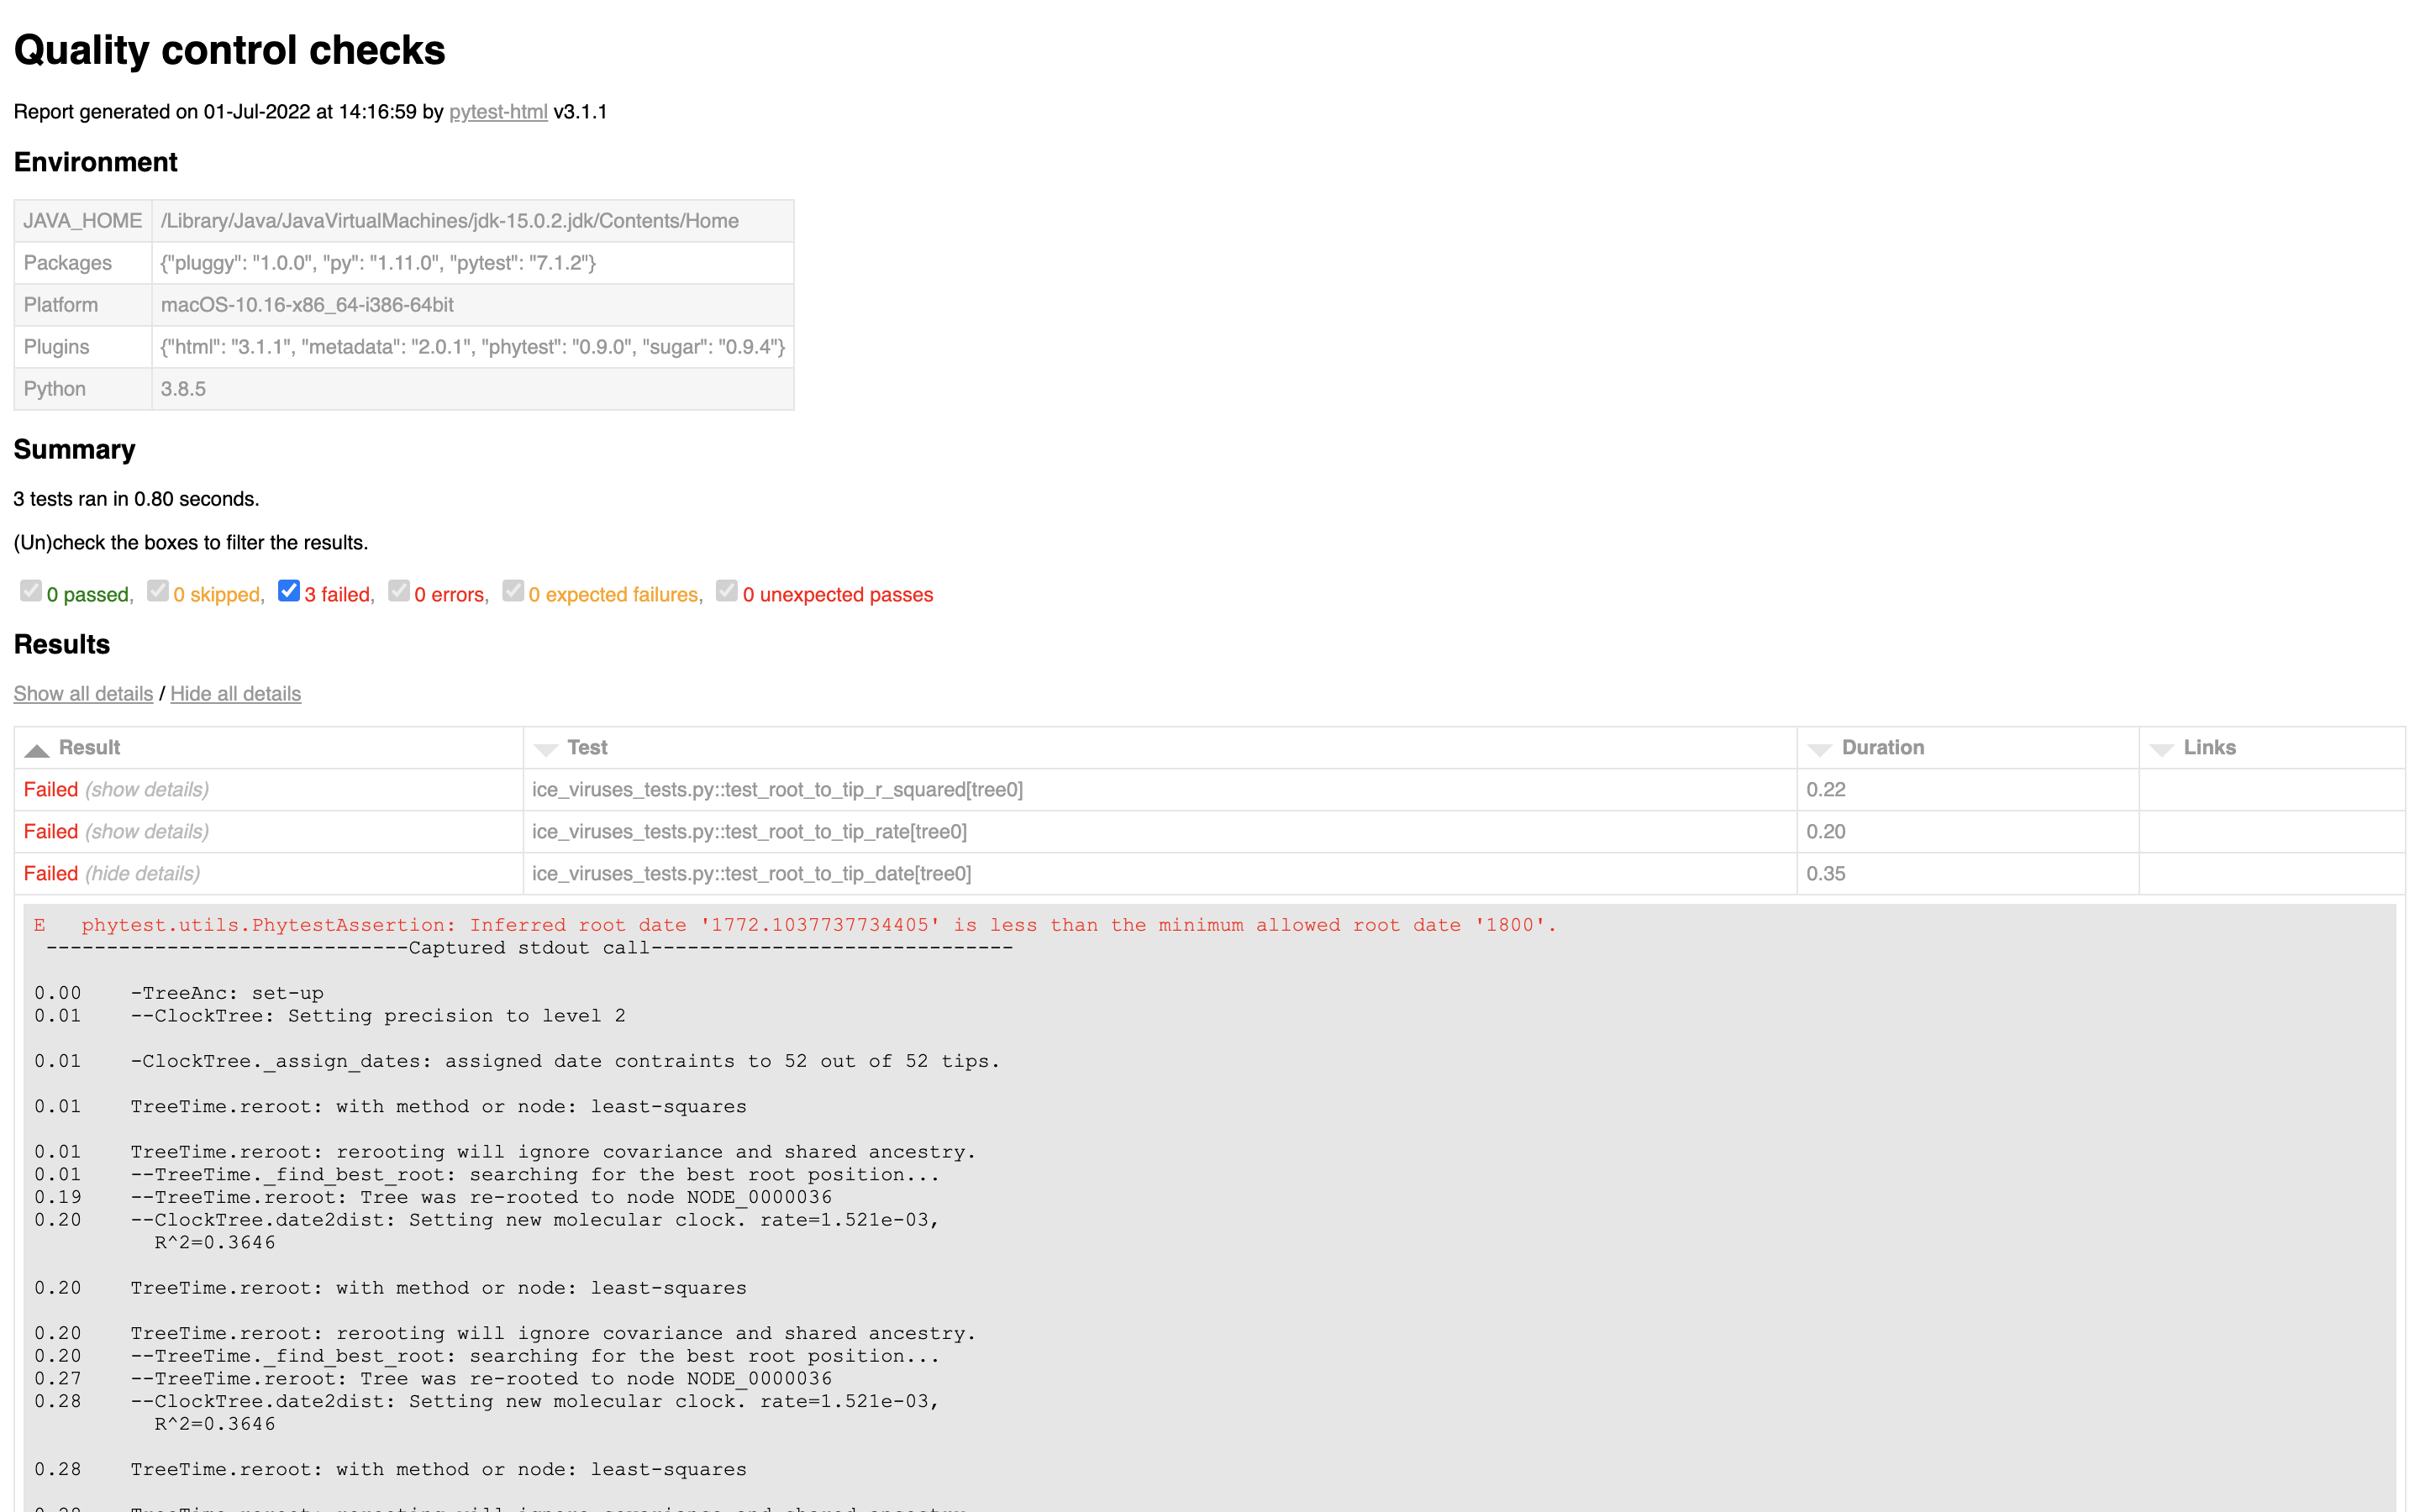 Quality control checks
Report generated on 01-Jul-2022 at 14:16:59 by pytest-html v3.1.1
Environment
JAVA_HOME /Library/Java/JavaVirtualMachines/jdk-15.0.2.jdk/Contents/Home
Packages {"pluggy": "1.0.0", "py": "1.11.0", "pytest": "7.1.2"}
Platform macOS-10.16-x86_64-i386-64bit
Plugins {"html": "3.1.1", "metadata": "2.0.1", "phytest": "0.9.0", "sugar": "0.9.4"}
Python 3.8.5
Summary
3 tests ran in 0.80 seconds.
(Un)check the boxes to filter the results.
0 passed, 0 skipped, 3 failed, 0 errors, 0 expected failures, 0 unexpected passes
Results
Show all details / Hide all details
Result Test Duration Links
Failed (show details) ice_viruses_tests.py::test_root_to_tip_r_squared[tree0] 0.22
Failed (show details) ice_viruses_tests.py::test_root_to_tip_rate[tree0] 0.20
Failed (hide details) ice_viruses_tests.py::test_root_to_tip_date[tree0] 0.35
E   phytest.utils.PhytestAssertion: Inferred root date '1772.1037737734405' is less than the minimum allowed root date '1800'.
------------------------------Captured stdout call------------------------------
0.00    -TreeAnc: set-up
0.01    --ClockTree: Setting precision to level 2
0.01    -ClockTree._assign_dates: assigned date contraints to 52 out of 52 tips.
0.01    TreeTime.reroot: with method or node: least-squares
0.01    TreeTime.reroot: rerooting will ignore covariance and shared ancestry.
0.01    --TreeTime._find_best_root: searching for the best root position...
0.19    --TreeTime.reroot: Tree was re-rooted to node NODE_0000036
0.20    --ClockTree.date2dist: Setting new molecular clock. rate=1.521e-03,
R^2=0.3646
0.20    TreeTime.reroot: with method or node: least-squares
0.20    TreeTime.reroot: rerooting will ignore covariance and shared ancestry.
0.20    --TreeTime._find_best_root: searching for the best root position...
0.27    --TreeTime.reroot: Tree was re-rooted to node NODE_0000036
0.28    --ClockTree.date2dist: Setting new molecular clock. rate=1.521e-03,
R^2=0.3646
0.28    TreeTime.reroot: with method or node: least-squares